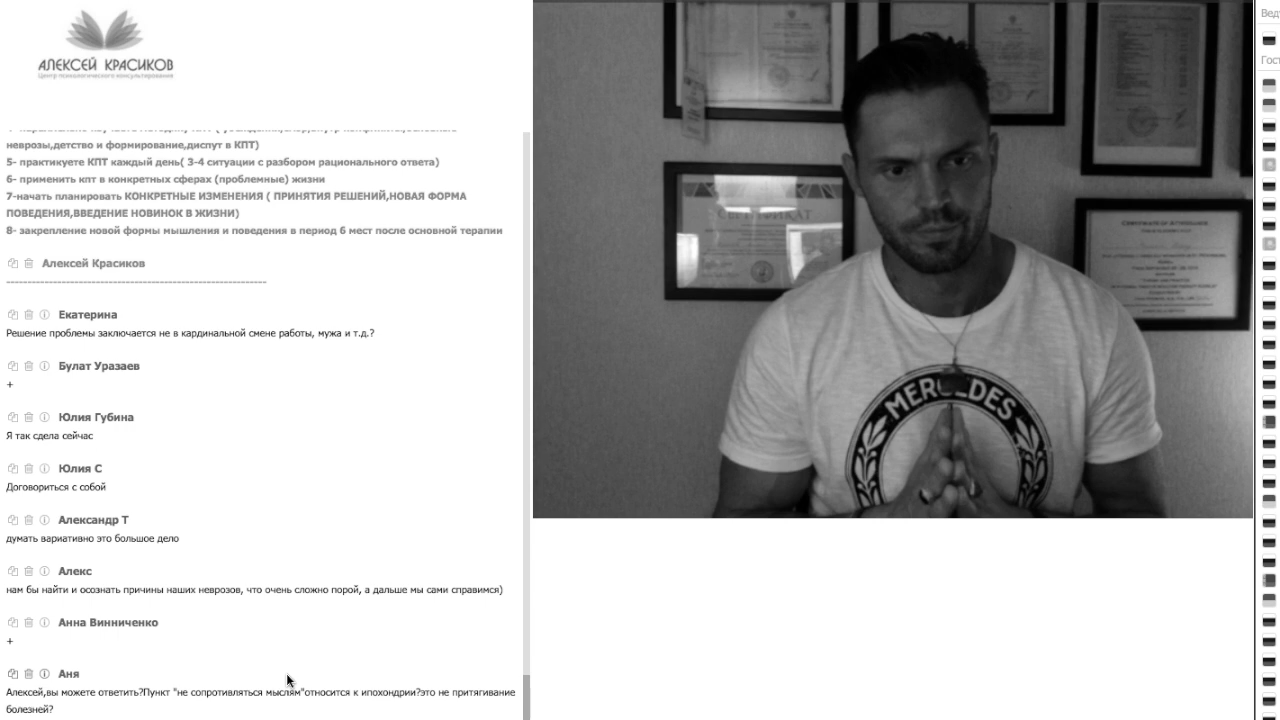 АЛЕКСЕЙ КРАСИКОВ
Центр психологического консультирования
неврозы,детство и формирование,диспут в КПТ)
5- практикуете КПТ каждый день( 3-4 ситуации с разбором рационального ответа)
6- применить кпт в конкретных сферах (проблемные) жизни
7-начать планировать КОНКРЕТНЫЕ ИЗМЕНЕНИЯ ( ПРИНЯТИЯ РЕШЕНИЙ,НОВАЯ ФОРМА
ПОВЕДЕНИЯ,ВВЕДЕНИЕ НОВИНОК В ЖИЗНИ)
8- закрепление новой формы мышления и поведения в период 6 мест после основной терапии
Алексей Красиков
--------------------------------------------------------------
Екатерина
Решение проблемы заключается не в кардинальной смене работы, мужа и т.д.?
Булат Уразаев
+
Юлия Губина
Я так сдела сейчас
Юлия С
Договориться с собой
Александр Т
думать вариативно это большое дело
Алекс
нам бы найти и осознать причины наших неврозов, что очень сложно порой, а дальше мы сами справимся)
Анна Винниченко
+
Аня
Алексей,вы можете ответить?Пункт "не сопротивляться мыслям"относится к ипохондрии?это не притягивание
болезней?
СЕРТИФИКАТ
MERCEDES
Вед
Гост